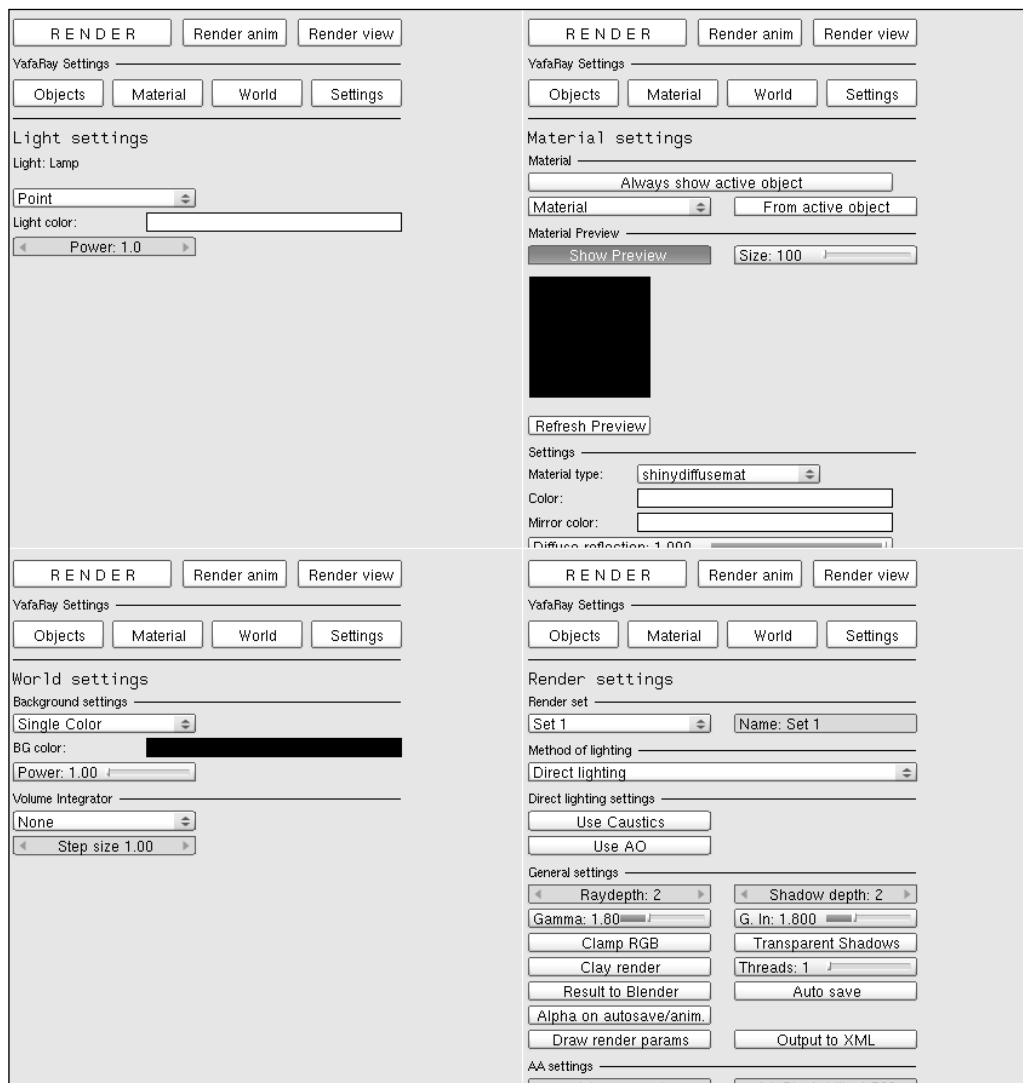 RENDER Render anim Render view
YafaRay Settings
Objects Material World Settings
Light settings
Light: Lamp
Point
Light color:
Power: 1.0
RENDER Render anim Render view
YafaRay Settings
Objects Material World Settings
Material settings
Material
Always show active object
Material From active object
Material Preview
Show Preview Size: 100
Refresh Preview
Settings
Material type: shinydiffusemat
Color:
Mirror color:
Diffuse reflection: 1.000
RENDER Render anim Render view
YafaRay Settings
Objects Material World Settings
World settings
Background settings
Single Color
BG color:
Power: 1.00
Volume Integrator
None
Step size 1.00
RENDER Render anim Render view
YafaRay Settings
Objects Material World Settings
Render settings
Render set
Set 1 Name: Set 1
Method of lighting
Direct lighting
Direct lighting settings
Use Caustics
Use AO
General settings
Raydepth: 2 Shadow depth: 2
Gamma: 1.80 G. In: 1.800
Clamp RGB Transparent Shadows
Clay render Threads: 1
Result to Blender Auto save
Alpha on autosave/anim.
Draw render params Output to XML
AA settings